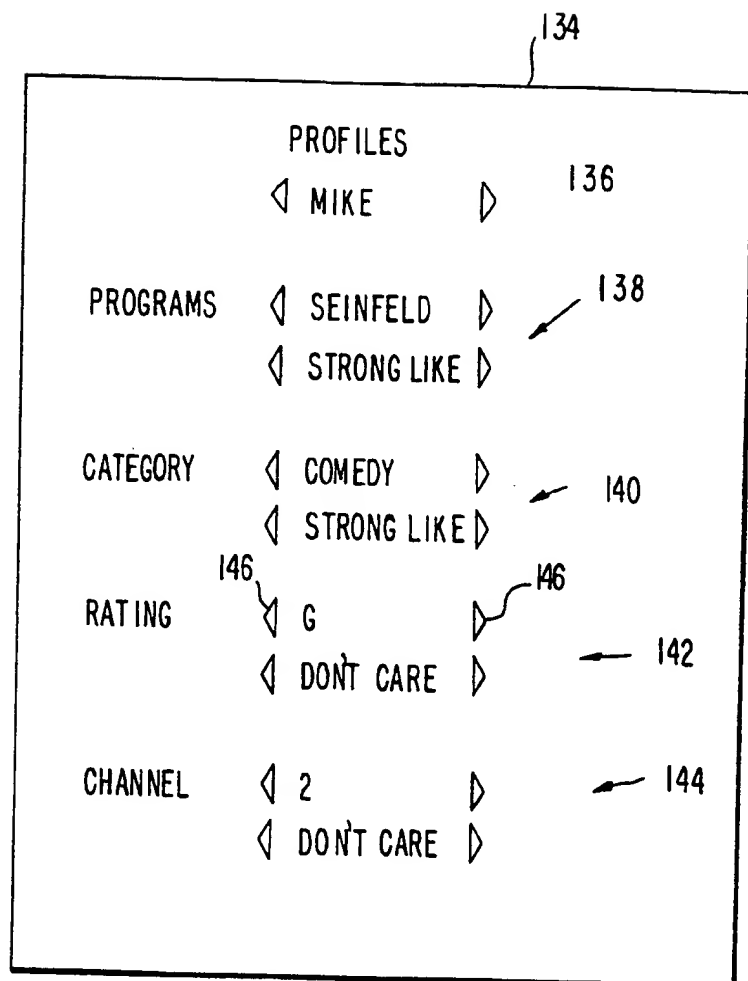 134
PROFILES
MIKE 136
PROGRAMS SEINFELD 138
STRONG LIKE
CATEGORY COMEDY 140
STRONG LIKE
146 146
RATING G
DON'T CARE 142
CHANNEL 2 144
DON'T CARE